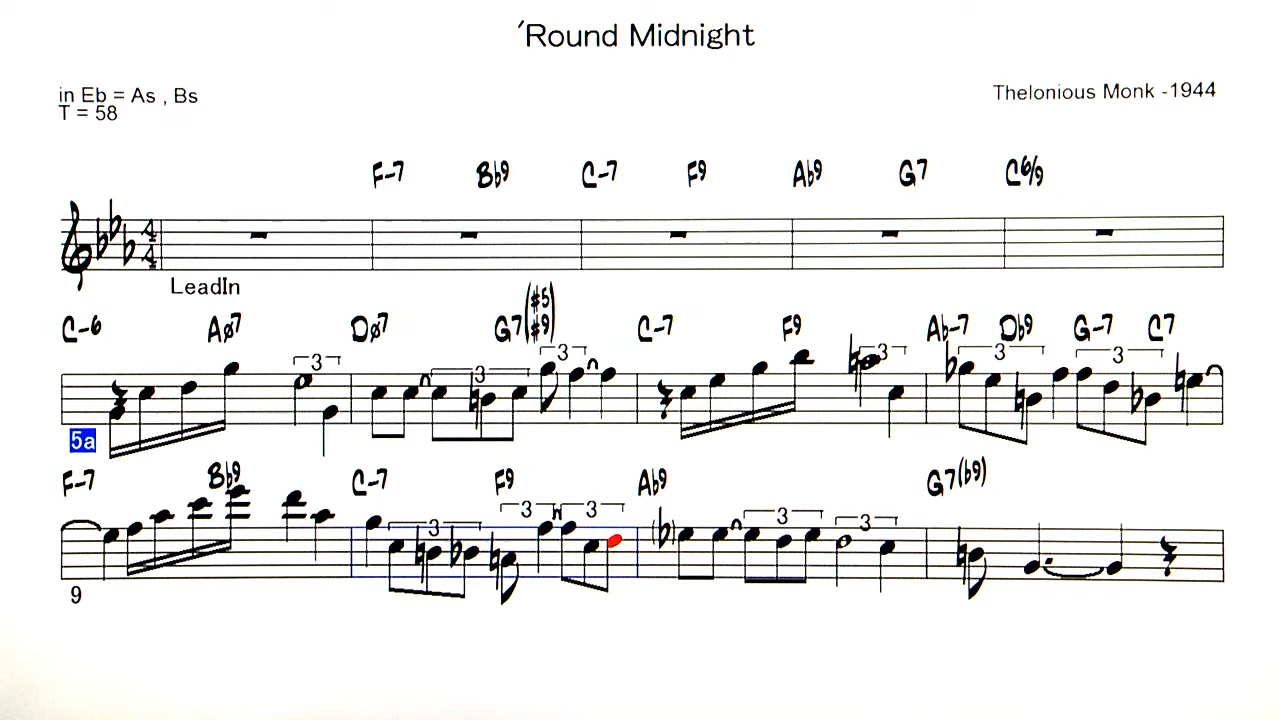 'Round Midnight
in Eb = As , Bs
T = 58
Thelonious Monk -1944
F-7 Bb9 C-7 F9 Ab9 G7 C6/9
4
4
LeadIn
C-6 Aø7 Dø7 G7(#5 #9) C-7 F9 Ab-7 Db9 G-7 C7
3 3 3 3 3 3
5a
F-7 Bb9 C-7 F9 Ab9 G7(b9)
3 3 3 3 3
9